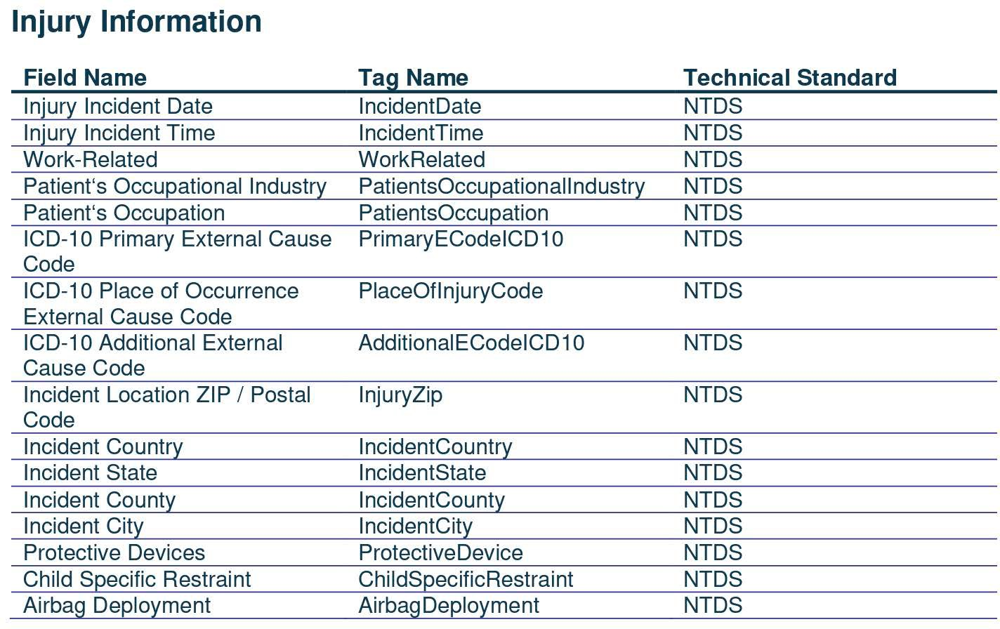 Injury Information
Field Name Tag Name Technical Standard
Injury Incident Date IncidentDate NTDS
Injury Incident Time IncidentTime NTDS
Work-Related WorkRelated NTDS
Patient‘s Occupational Industry PatientsOccupationalIndustry NTDS
Patient‘s Occupation PatientsOccupation NTDS
ICD-10 Primary External Cause PrimaryECodeICD10 NTDS
Code
ICD-10 Place of Occurrence PlaceOfInjuryCode NTDS
External Cause Code
ICD-10 Additional External AdditionalECodeICD10 NTDS
Cause Code
Incident Location ZIP / Postal InjuryZip NTDS
Code
Incident Country IncidentCountry NTDS
Incident State IncidentState NTDS
Incident County IncidentCounty NTDS
Incident City IncidentCity NTDS
Protective Devices ProtectiveDevice NTDS
Child Specific Restraint ChildSpecificRestraint NTDS
Airbag Deployment AirbagDeployment NTDS